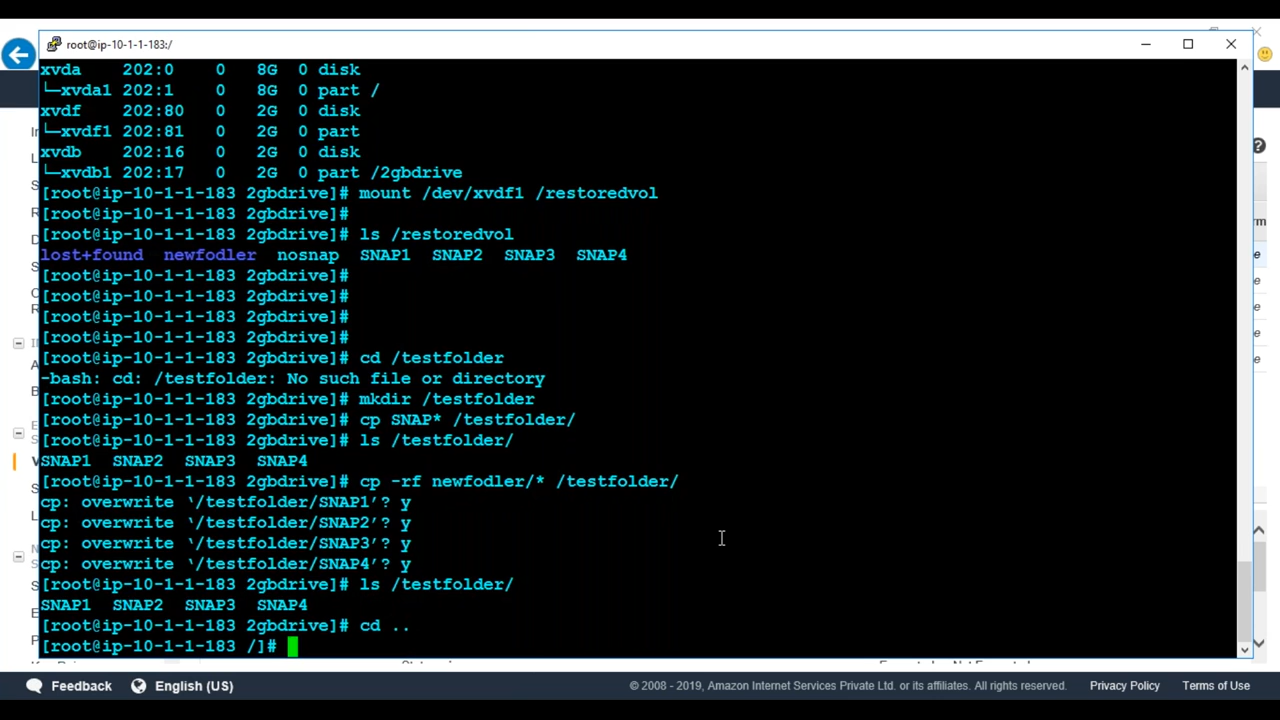 root@ip-10-1-1-183:/
xvda    202:0    0    8G  0 disk
└─xvda1 202:1    0    8G  0 part /
xvdf    202:80   0    2G  0 disk
└─xvdf1 202:81   0    2G  0 part
xvdb    202:16   0    2G  0 disk
└─xvdb1 202:17   0    2G  0 part /2gbdrive
[root@ip-10-1-1-183 2gbdrive]# mount /dev/xvdf1 /restoredvol
[root@ip-10-1-1-183 2gbdrive]#
[root@ip-10-1-1-183 2gbdrive]# ls /restoredvol
lost+found  newfodler  nosnap  SNAP1  SNAP2  SNAP3  SNAP4
[root@ip-10-1-1-183 2gbdrive]#
[root@ip-10-1-1-183 2gbdrive]#
[root@ip-10-1-1-183 2gbdrive]#
[root@ip-10-1-1-183 2gbdrive]#
[root@ip-10-1-1-183 2gbdrive]# cd /testfolder
-bash: cd: /testfolder: No such file or directory
[root@ip-10-1-1-183 2gbdrive]# mkdir /testfolder
[root@ip-10-1-1-183 2gbdrive]# cp SNAP* /testfolder/
[root@ip-10-1-1-183 2gbdrive]# ls /testfolder/
SNAP1  SNAP2  SNAP3  SNAP4
[root@ip-10-1-1-183 2gbdrive]# cp -rf newfodler/* /testfolder/
cp: overwrite ‘/testfolder/SNAP1’? y
cp: overwrite ‘/testfolder/SNAP2’? y
cp: overwrite ‘/testfolder/SNAP3’? y
cp: overwrite ‘/testfolder/SNAP4’? y
[root@ip-10-1-1-183 2gbdrive]# ls /testfolder/
SNAP1  SNAP2  SNAP3  SNAP4
[root@ip-10-1-1-183 2gbdrive]# cd ..
[root@ip-10-1-1-183 /]#
Feedback  English (US)  © 2008 - 2019, Amazon Internet Services Private Ltd. or its affiliates. All rights reserved.  Privacy Policy  Terms of Use